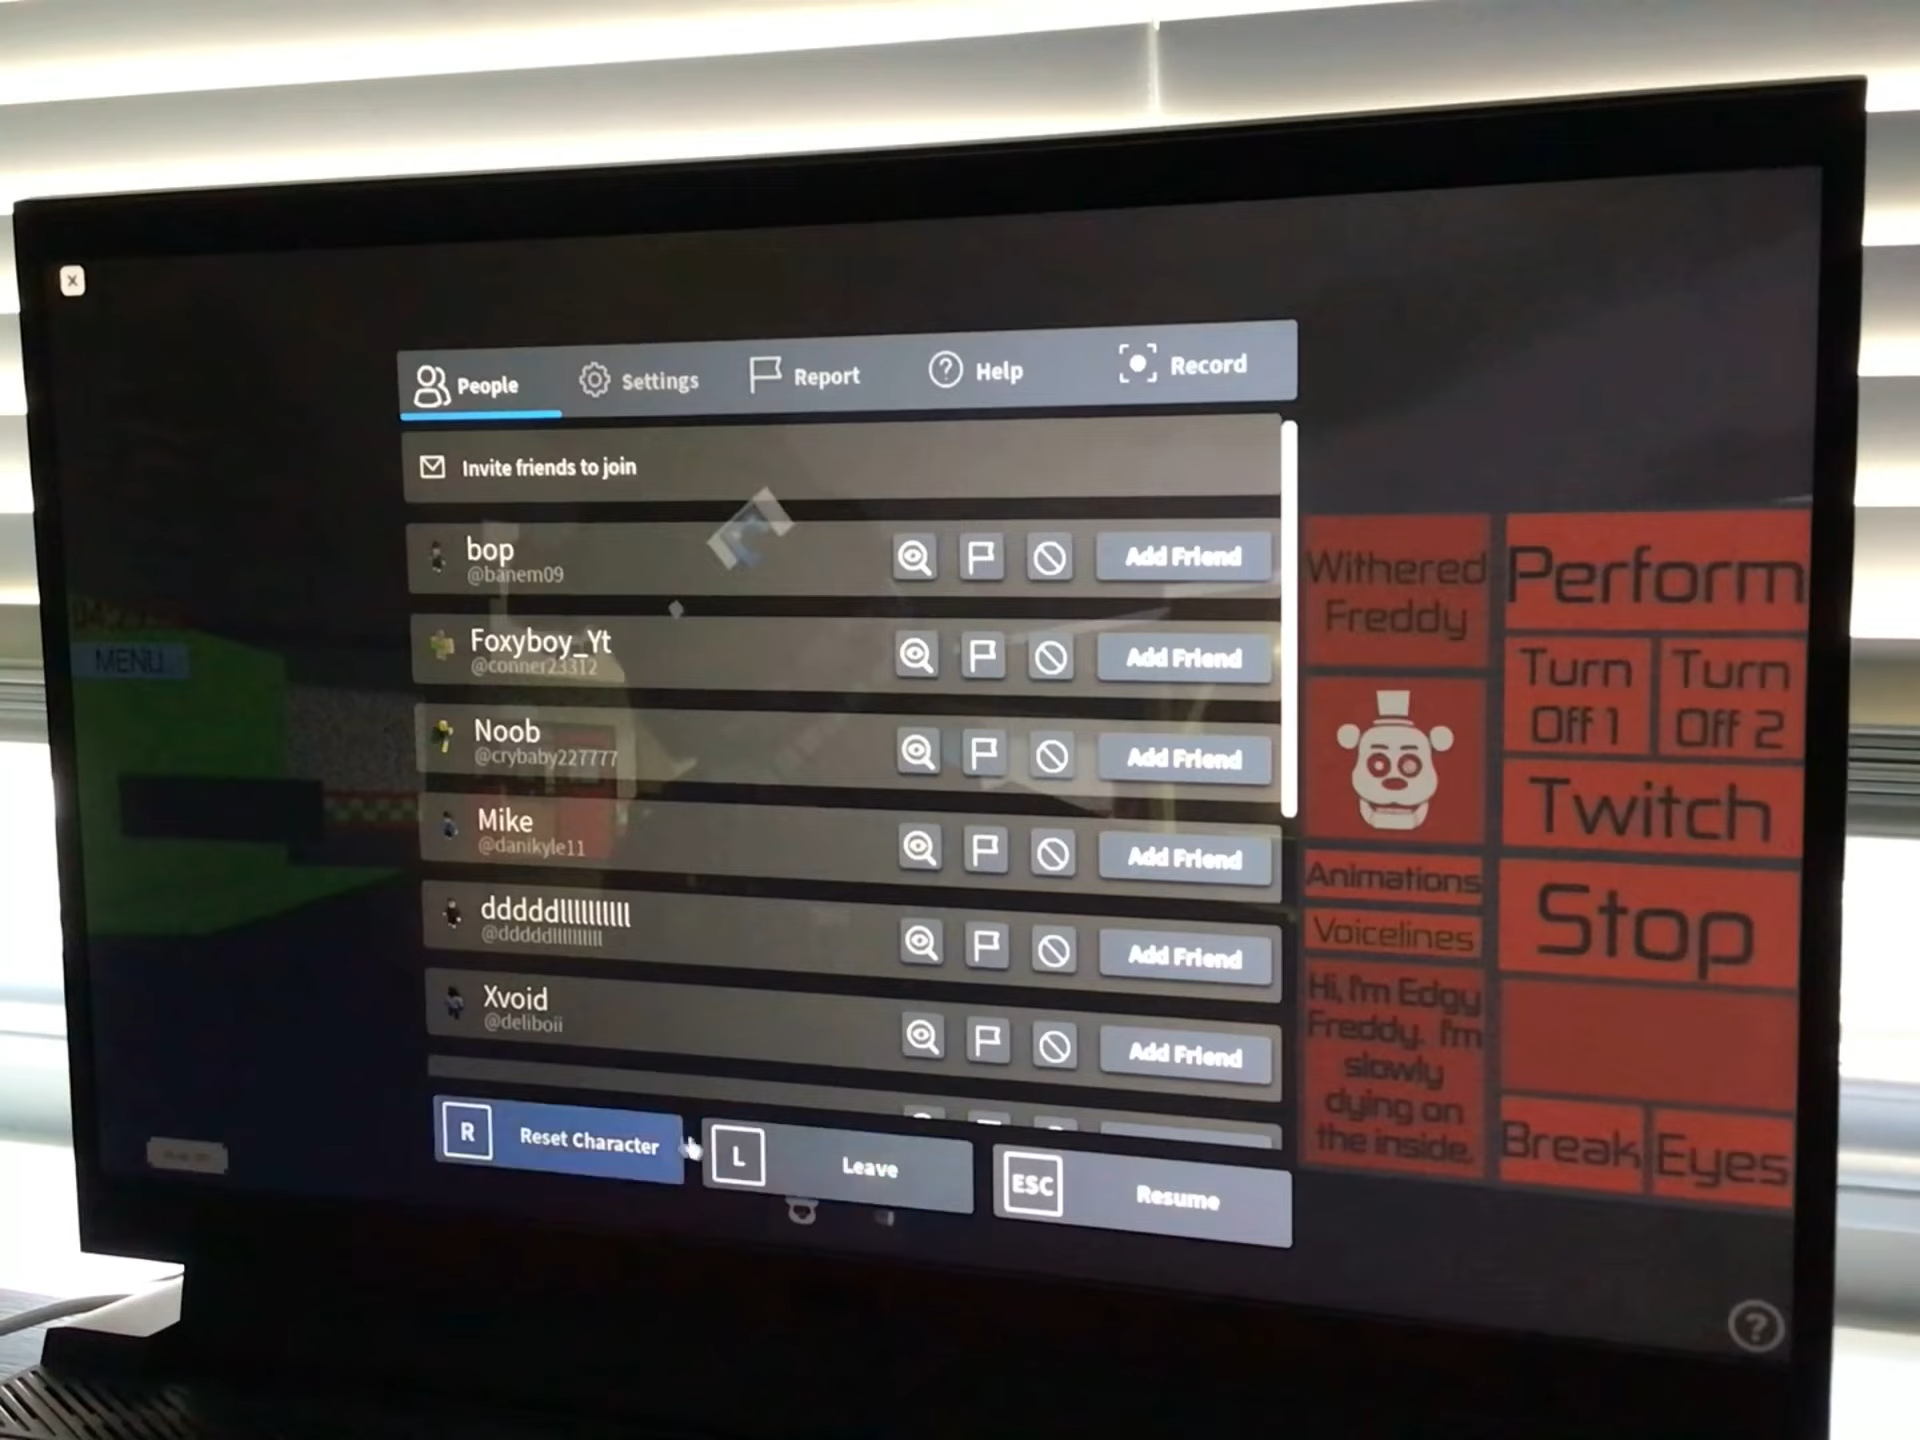 People
Settings
Report
Help
Record
Invite friends to join
bop
@banem09
Add Friend
Foxyboy_Yt
@conner23312
Add Friend
Noob
@crybaby227777
Add Friend
Mike
@danikyle11
Add Friend
Add Friend
Xvoid
@deliboii
Add Friend
R
Reset Character
L
Leave
ESC
Resume
MENU
Withered
Freddy
Animations
Voicelines
Hi, I'm Edgy
Freddy. I'm
slowly
dying on
the inside.
Perform
Turn
Off 1
Turn
Off 2
Twitch
Stop
Break
Eyes
?